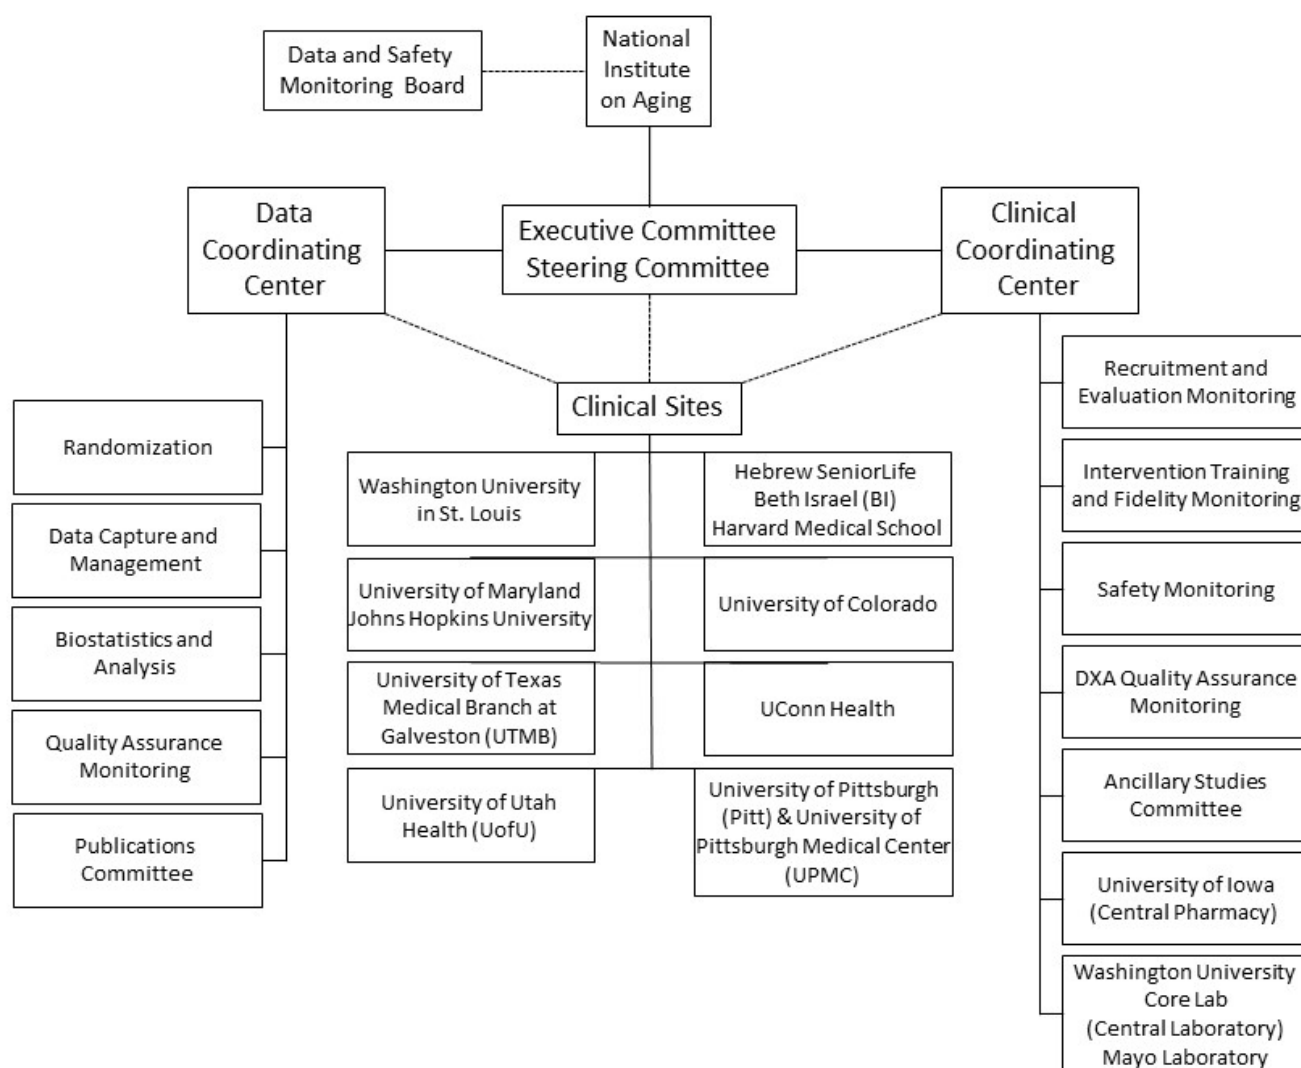 Data and Safety
Monitoring Board
National
Institute
on Aging
Data
Coordinating
Center
Executive Committee
Steering Committee
Clinical
Coordinating
Center
Clinical Sites
Randomization
Data Capture and
Management
Biostatistics and
Analysis
Quality Assurance
Monitoring
Publications
Committee
Washington University
in St. Louis
Hebrew SeniorLife
Beth Israel (BI)
Harvard Medical School
University of Maryland
Johns Hopkins University
University of Colorado
University of Texas
Medical Branch at
Galveston (UTMB)
UConn Health
University of Utah
Health (UofU)
University of Pittsburgh
(Pitt) & University of
Pittsburgh Medical Center
(UPMC)
Recruitment and
Evaluation Monitoring
Intervention Training
and Fidelity Monitoring
Safety Monitoring
DXA Quality Assurance
Monitoring
Ancillary Studies
Committee
University of Iowa
(Central Pharmacy)
Washington University
Core Lab
(Central Laboratory)
Mayo Laboratory